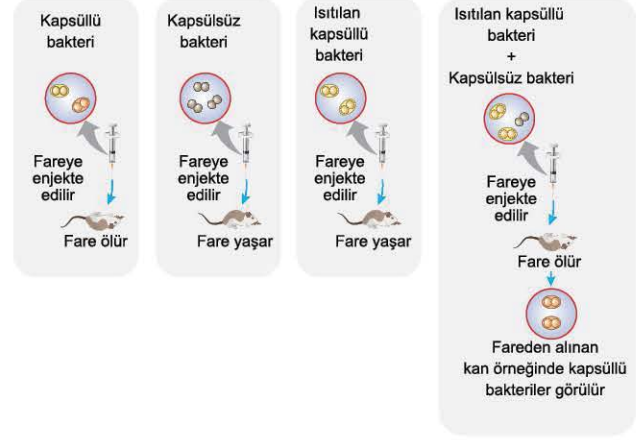 Kapsüllü
bakteri
Fareye
enjekte
edilir
Fare ölür
Kapsülsüz
bakteri
Fareye
enjekte
edilir
Fare yaşar
Isıtılan
kapsüllü
bakteri
Fareye
enjekte
edilir
Fare yaşar
Isıtılan kapsüllü
bakteri
+
Kapsülsüz bakteri
Fareye
enjekte
edilir
Fare ölür
Fareden alınan
kan örneğinde kapsüllü
bakteriler görülür